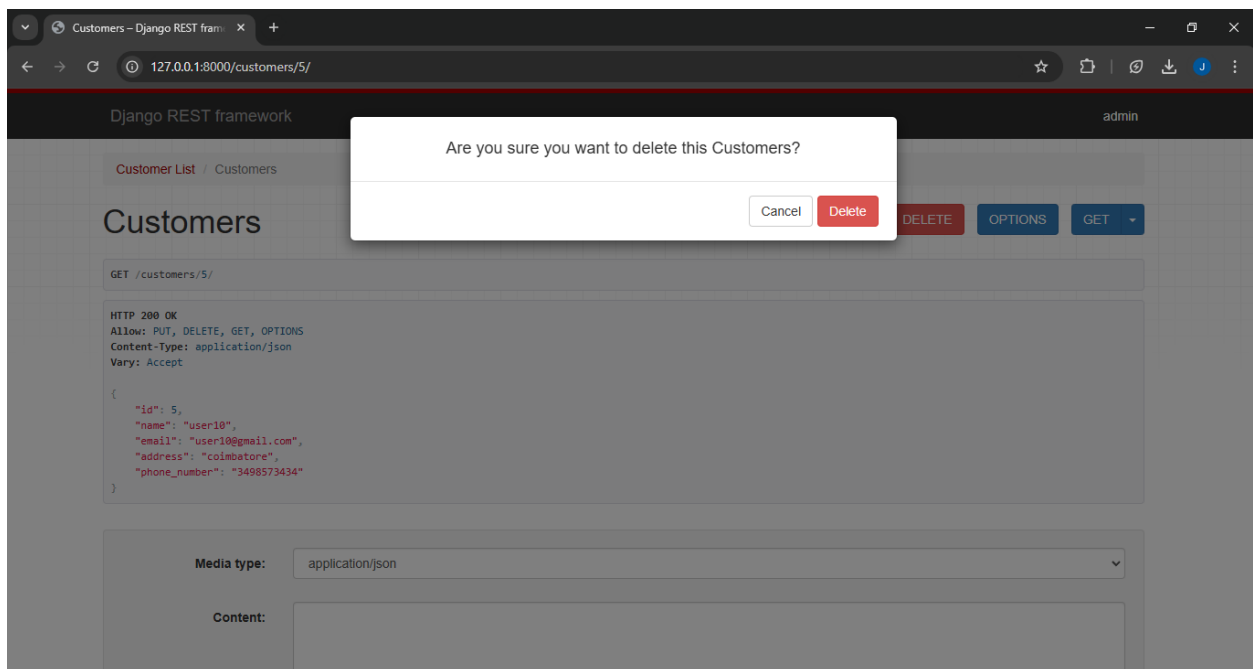 Customers – Django REST fram
127.0.0.1:8000/customers/5/
J
Django REST framework
admin
Are you sure you want to delete this Customers?
Cancel
Delete
Customer List / Customers
Customers
DELETE
OPTIONS
GET
GET /customers/5/
HTTP 200 OK
Allow: PUT, DELETE, GET, OPTIONS
Content-Type: application/json
Vary: Accept
{
"id": 5,
"name": "user10",
"email": "user10@gmail.com",
"address": "coimbatore",
"phone_number": "3498573434"
}
Media type:
application/json
Content: